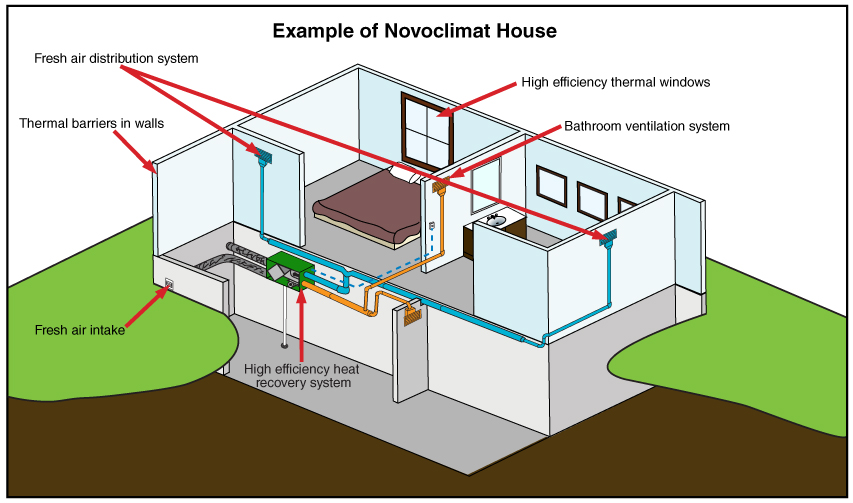 Example of Novoclimat House
Fresh air distribution system
High efficiency thermal windows
Thermal barriers in walls
Bathroom ventilation system
Fresh air intake
High efficiency heat
recovery system